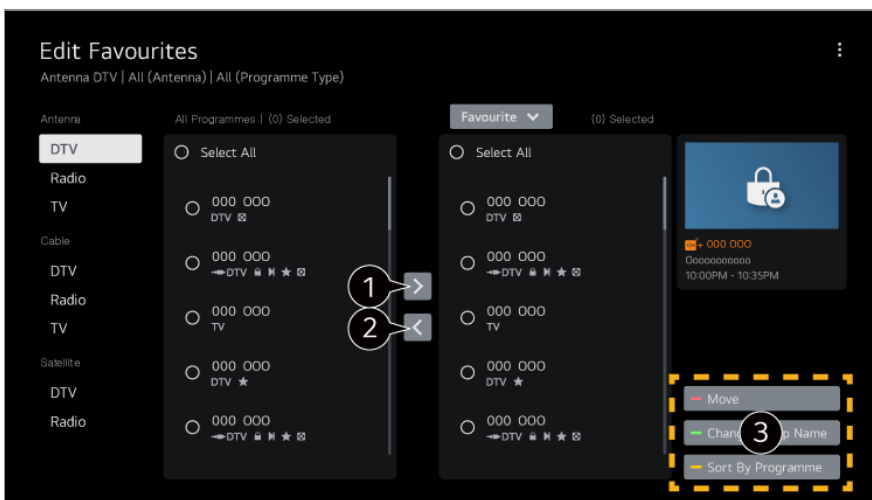 Edit Favourites
Antenna DTV | All (Antenna) | All (Programme Type)
Antenna
DTV
Radio
TV
Cable
DTV
Radio
TV
Satellite
DTV
Radio
All Programmes | (0) Selected
Select All
000 000
DTV
000 000
DTV
000 000
TV
000 000
DTV
000 000
DTV
1
2
Favourite
(0) Selected
Select All
000 000
DTV
000 000
DTV
000 000
TV
000 000
DTV
000 000
DTV
CH+ 000 000
Ooooooooooo
10:00PM - 10:35PM
Move
3
Name
Sort By Programme